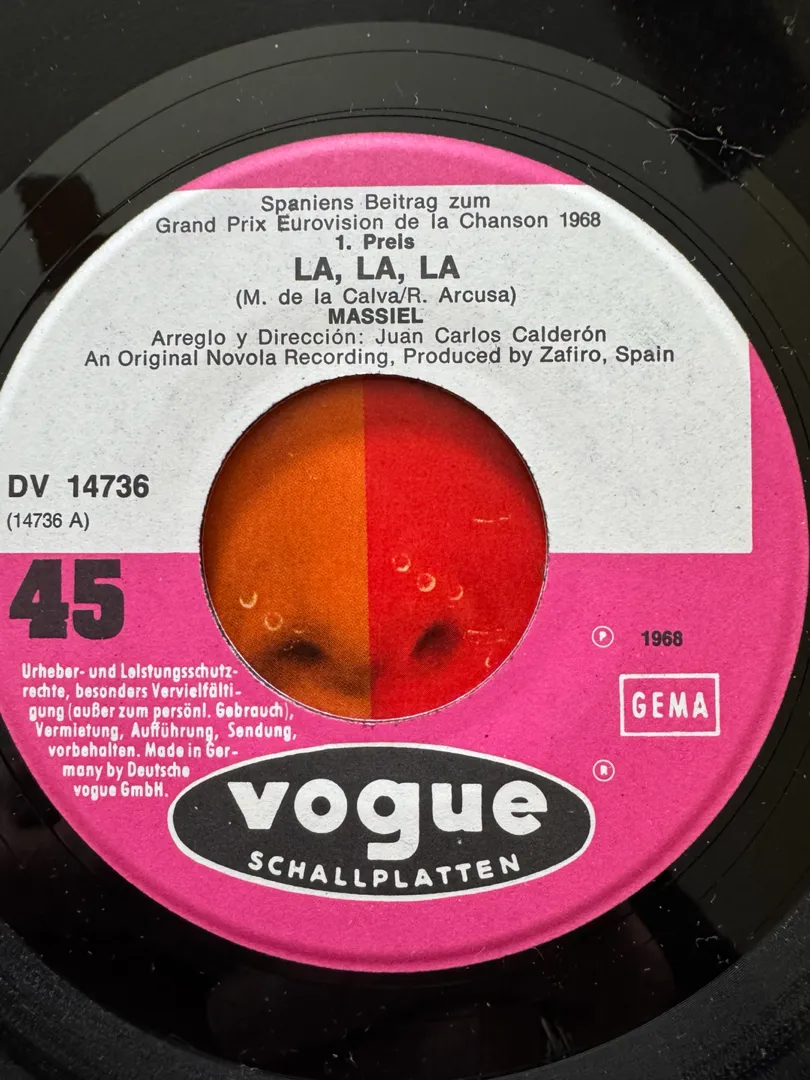 Spaniens Beitrag zum
Grand Prix Eurovision de la Chanson 1968
1. Preis
LA, LA, LA
(M. de la Calva/R. Arcusa)
MASSIEL
Arreglo y Dirección: Juan Carlos Calderón
An Original Novola Recording, Produced by Zafiro, Spain
DV 14736
(14736 A)
45
Ⓟ 1968
GEMA
Urheber- und Leistungsschutz-
rechte, besonders Vervielfälti-
gung (außer zum persönl. Gebrauch),
Vermietung, Aufführung, Sendung,
vorbehalten. Made in Ger-
many by Deutsche
vogue GmbH.
®
vogue
SCHALLPLATTEN